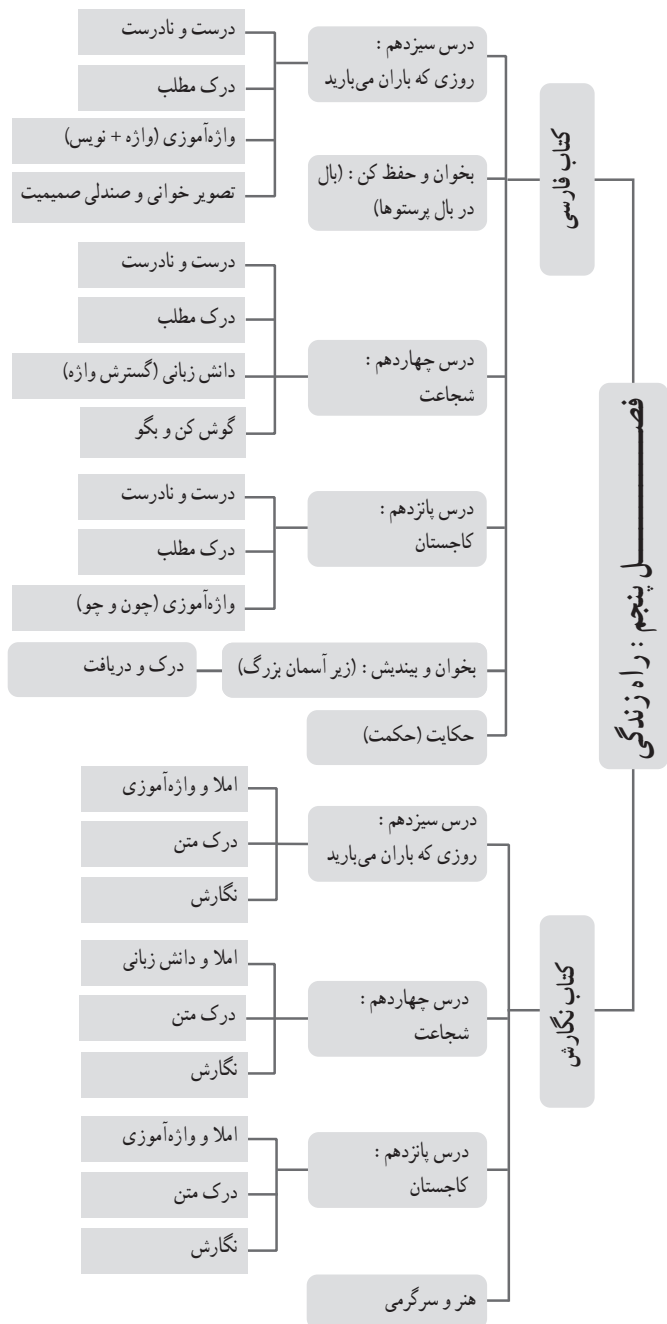 فصل پنجم : راه زندگی
کتاب فارسی
درس سیزدهم :
روزی که باران می‌بارید
درست و نادرست
درک مطلب
واژه‌آموزی (واژه + نویس)
تصویر خوانی و صندلی صمیمیت
بخوان و حفظ کن : (بال
در بال پرستوها)
درس چهاردهم :
شجاعت
درست و نادرست
درک مطلب
دانش زبانی (گسترش واژه)
گوش کن و بگو
درس پانزدهم :
کاجستان
درست و نادرست
درک مطلب
واژه‌آموزی (چون و چو)
بخوان و بیندیش : (زیر آسمان بزرگ)
درک و دریافت
حکایت (حکمت)
کتاب نگارش
درس سیزدهم :
روزی که باران می‌بارید
املا و واژه‌آموزی
درک متن
نگارش
درس چهاردهم :
شجاعت
املا و دانش زبانی
درک متن
نگارش
درس پانزدهم :
کاجستان
املا و واژه‌آموزی
درک متن
نگارش
هنر و سرگرمی